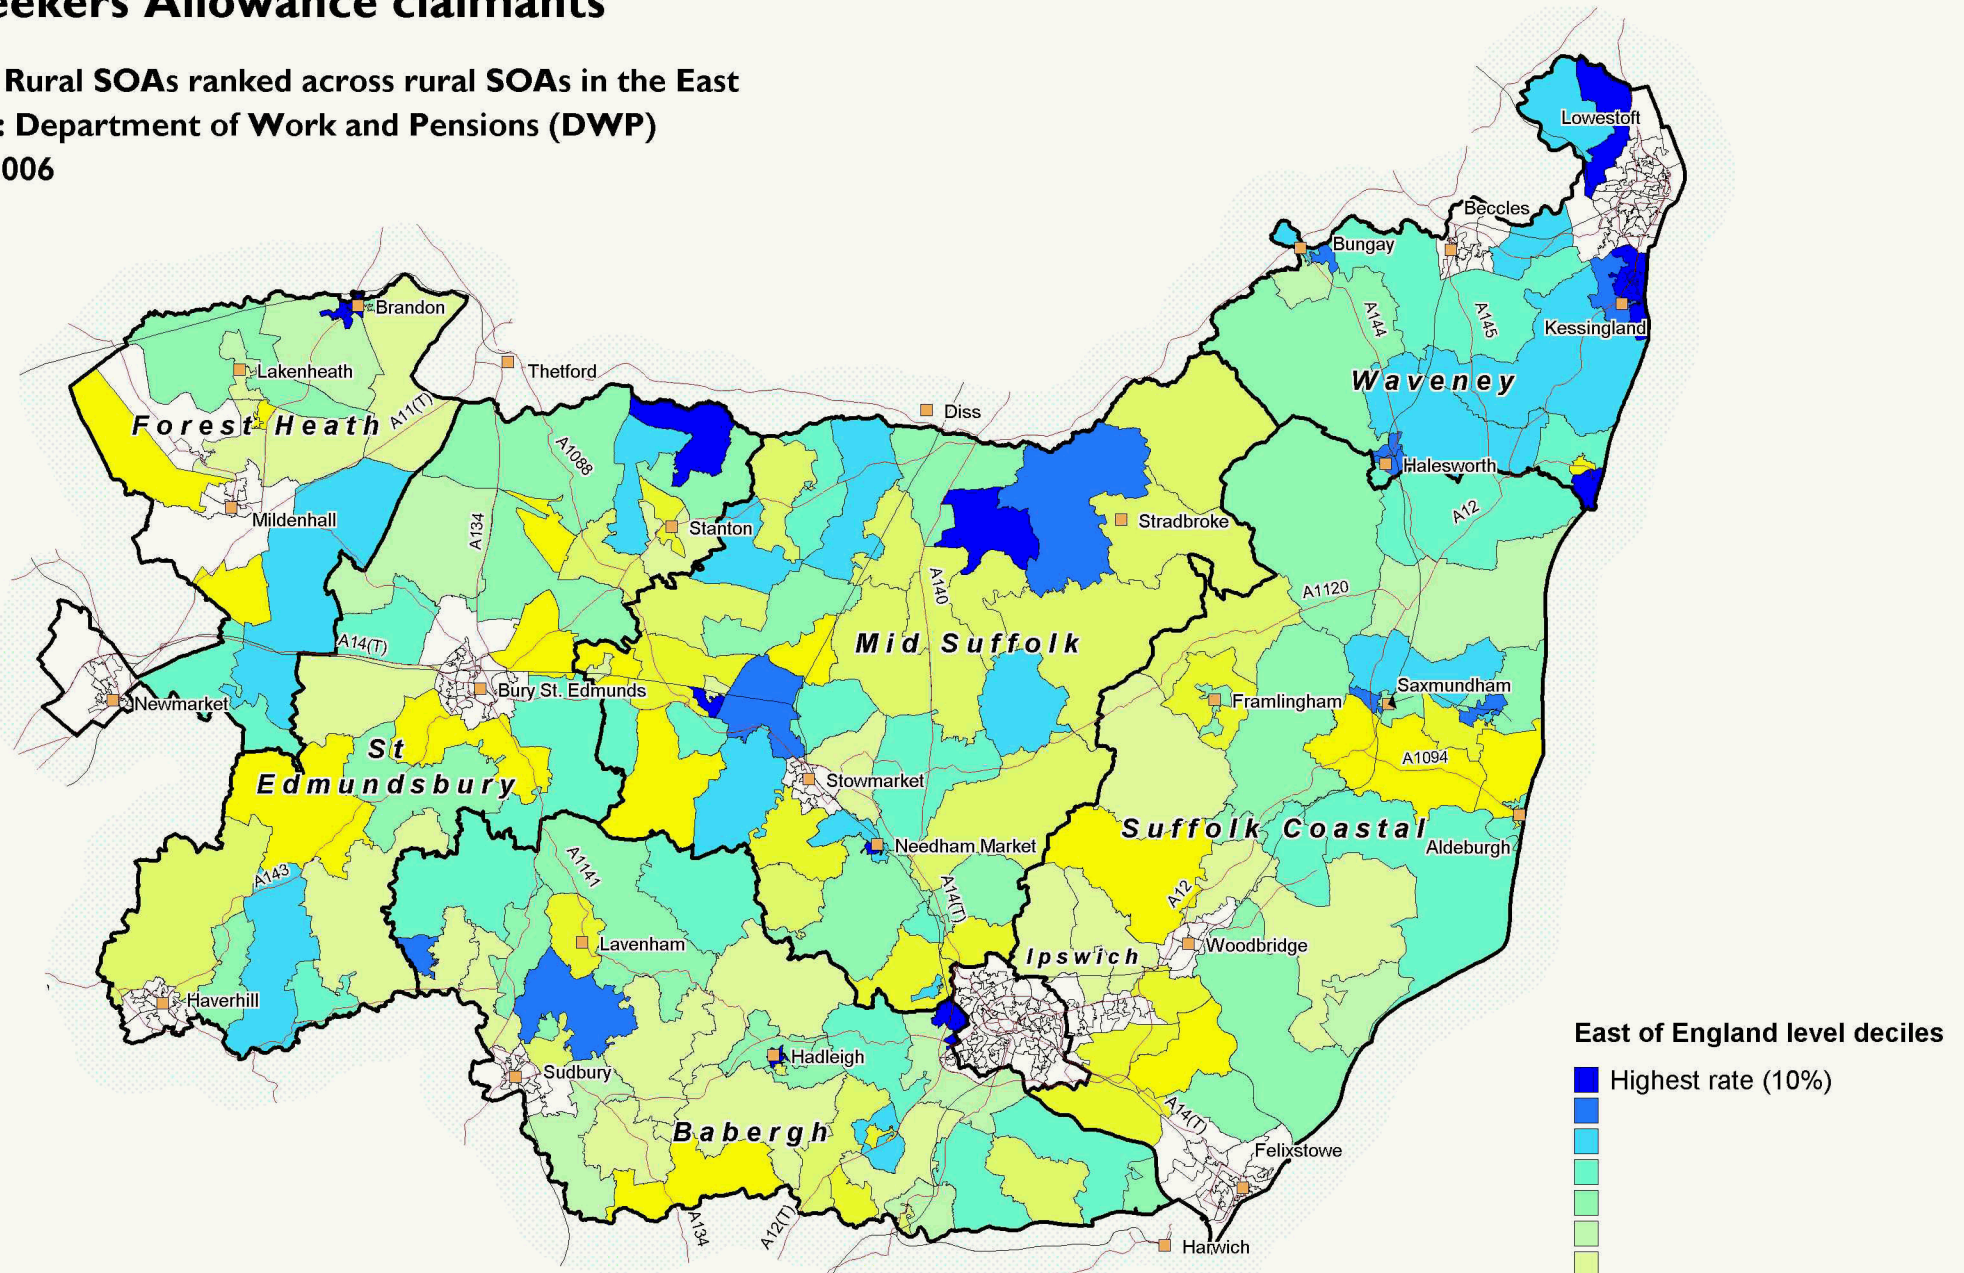 eekers Allowance claimants
Rural SOAs ranked across rural SOAs in the East
: Department of Work and Pensions (DWP)
006
Lowestoft
Beccles
Bungay
Brandon
A144
A145
Kessingland
Lakenheath
Thetford
Waveney
Forest Heath
A11(T)
Diss
A1088
Halesworth
Mildenhall
A134
Stanton
Stradbroke
A12
A140
A1120
A14(T)
Mid Suffolk
Newmarket
Bury St. Edmunds
Framlingham
Saxmundham
St
Edmundsbury
A1094
Stowmarket
Suffolk Coastal
Needham Market
Aldeburgh
A143
A1141
A14(T)
A12
Lavenham
Ipswich
Woodbridge
Haverhill
East of England level deciles
Hadleigh
Sudbury
Highest rate (10%)
A14(T)
Babergh
Felixstowe
A134
A12(T)
Harwich